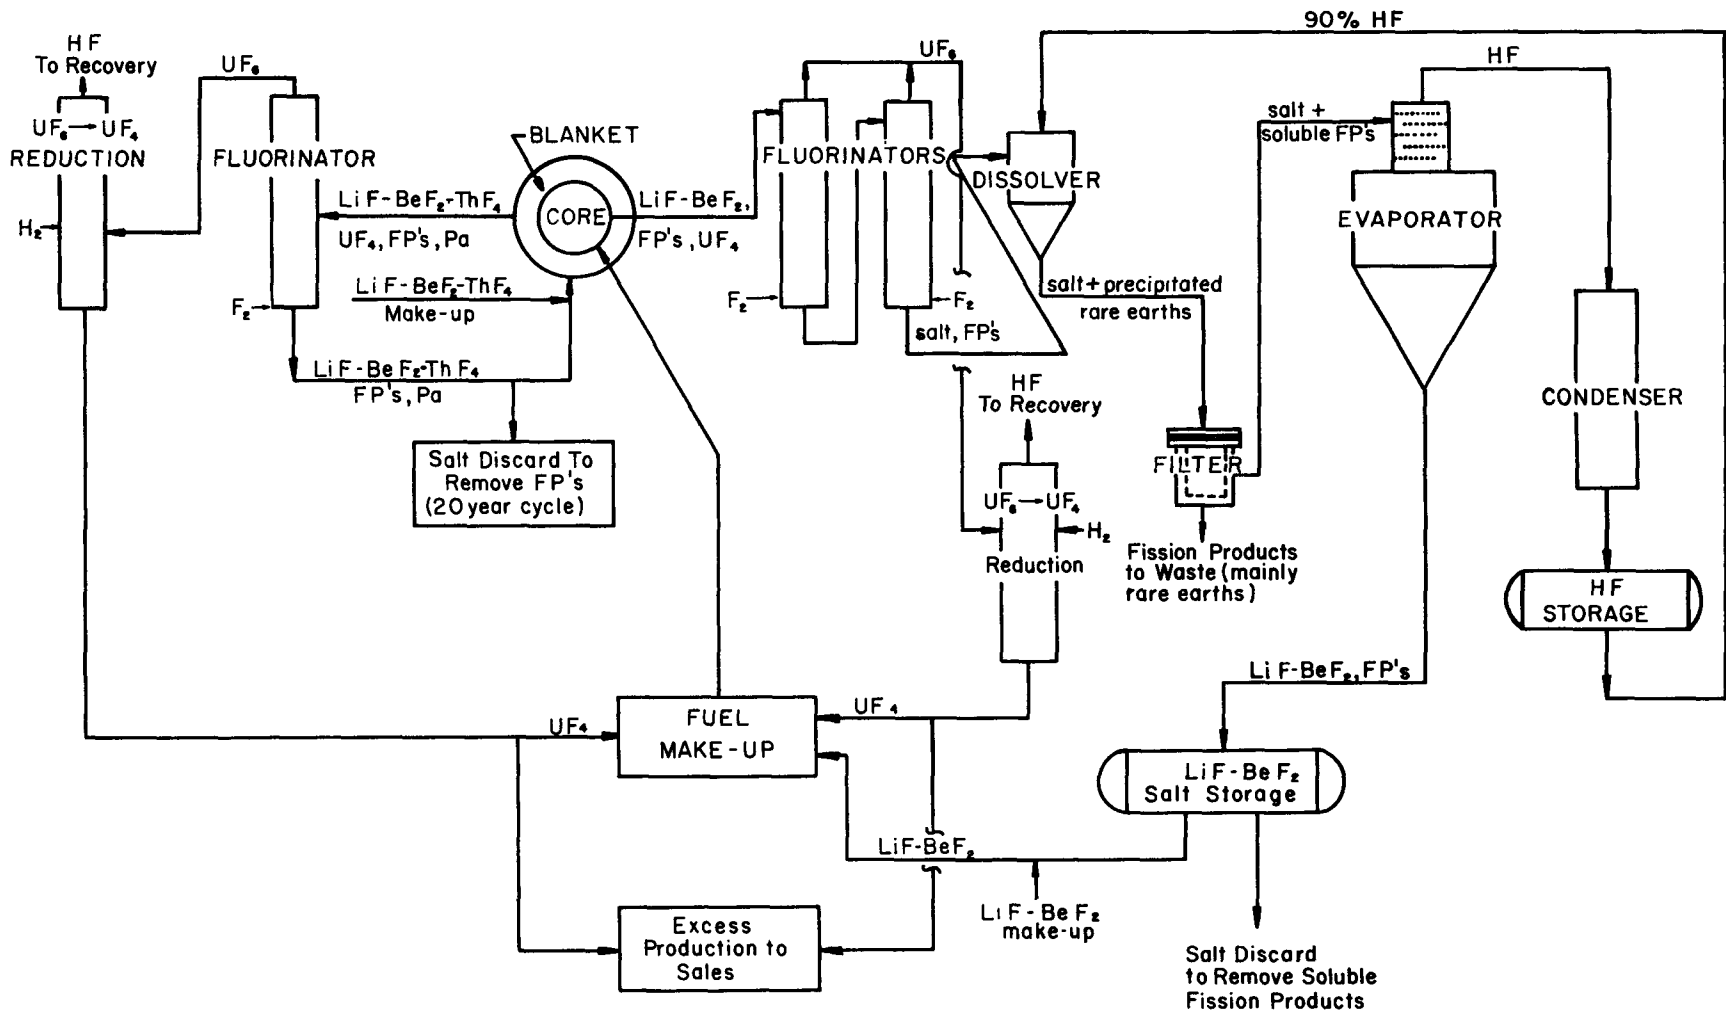 90% HF
HF
To Recovery
UF₆
UF₆
HF
UF₆→UF₄
REDUCTION
FLUORINATOR
BLANKET
FLUORINATORS
DISSOLVER
salt +
soluble FP's
LiF-BeF₂-ThF₄
CORE
LiF-BeF₂,
EVAPORATOR
H₂
UF₄, FP's, Pa
FP's, UF₄
LiF-BeF₂-ThF₄
Make-up
F₂
F₂
F₂
salt+precipitated
rare earths
salt, FP's
LiF-BeF₂-ThF₄
FP's, Pa
HF
To Recovery
CONDENSER
Salt Discard To
Remove FP's
(20 year cycle)
FILTER
UF₆→UF₄
H₂
Reduction
Fission Products
to Waste (mainly
rare earths)
HF
STORAGE
LiF-BeF₂, FP's
UF₄
FUEL
MAKE-UP
UF₄
LiF-BeF₂
Salt Storage
LiF-BeF₂
LiF-BeF₂
make-up
Excess
Production to
Sales
Salt Discard
to Remove Soluble
Fission Products